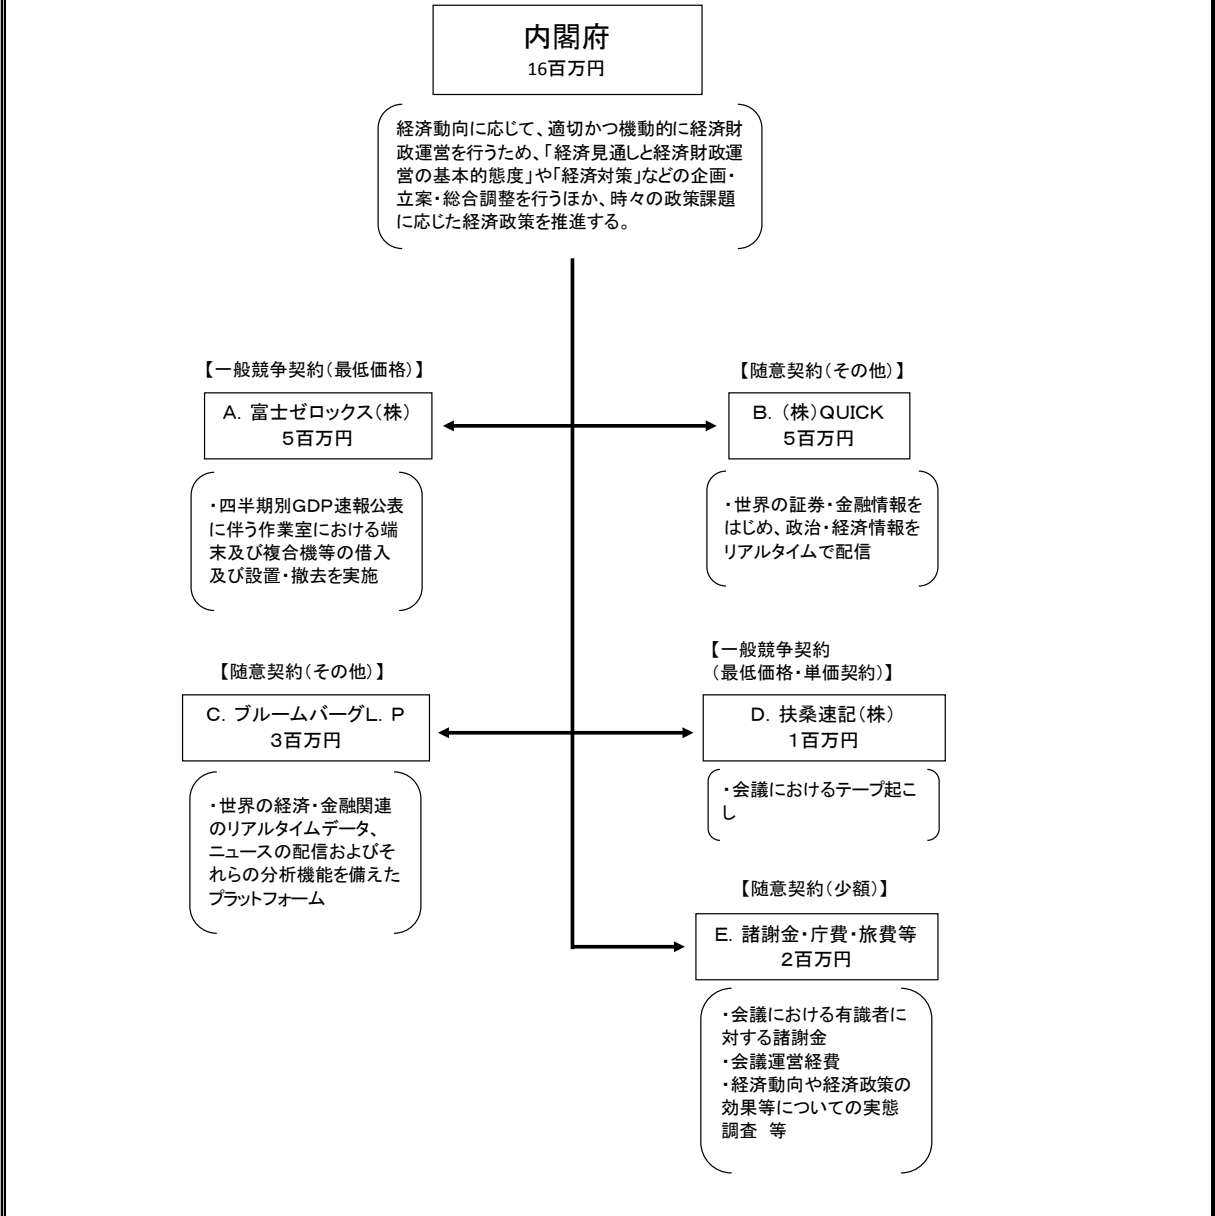 内閣府
16百万円
経済動向に応じて、適切かつ機動的に経済財
政運営を行うため、「経済見通しと経済財政運
営の基本的態度」や「経済対策」などの企画・
立案・総合調整を行うほか、時々の政策課題
に応じた経済政策を推進する。
【一般競争契約(最低価格)】
A. 富士ゼロックス(株)
5百万円
・四半期別GDP速報公表
に伴う作業室における端
末及び複合機等の借入
及び設置・撤去を実施
【随意契約(その他)】
B. (株)QUICK
5百万円
・世界の証券・金融情報を
はじめ、政治・経済情報を
リアルタイムで配信
【随意契約(その他)】
C. ブルームバーグL. P
3百万円
・世界の経済・金融関連
のリアルタイムデータ、
ニュースの配信およびそ
れらの分析機能を備えた
プラットフォーム
【一般競争契約
(最低価格・単価契約)】
D. 扶桑速記(株)
1百万円
・会議におけるテープ起こ
し
【随意契約(少額)】
E. 諸謝金・庁費・旅費等
2百万円
・会議における有識者に
対する諸謝金
・会議運営経費
・経済動向や経済政策の
効果等についての実態
調査 等